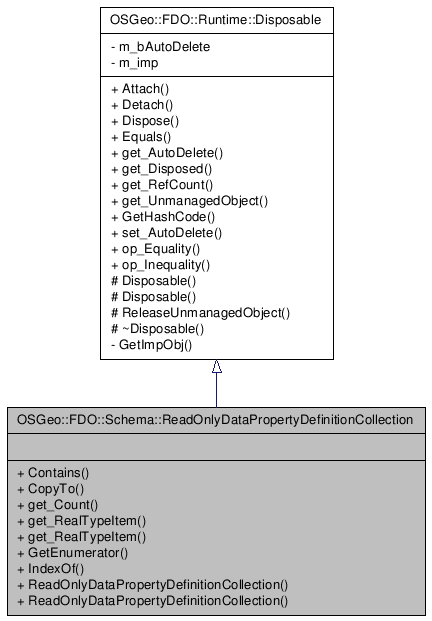 OSGeo::FDO::Runtime::Disposable
- m_bAutoDelete
- m_imp
+ Attach()
+ Detach()
+ Dispose()
+ Equals()
+ get_AutoDelete()
+ get_Disposed()
+ get_RefCount()
+ get_UnmanagedObject()
+ GetHashCode()
+ set_AutoDelete()
+ op_Equality()
+ op_Inequality()
# Disposable()
# Disposable()
# ReleaseUnmanagedObject()
# ~Disposable()
- GetImpObj()
OSGeo::FDO::Schema::ReadOnlyDataPropertyDefinitionCollection
+ Contains()
+ CopyTo()
+ get_Count()
+ get_RealTypeItem()
+ get_RealTypeItem()
+ GetEnumerator()
+ IndexOf()
+ ReadOnlyDataPropertyDefinitionCollection()
+ ReadOnlyDataPropertyDefinitionCollection()